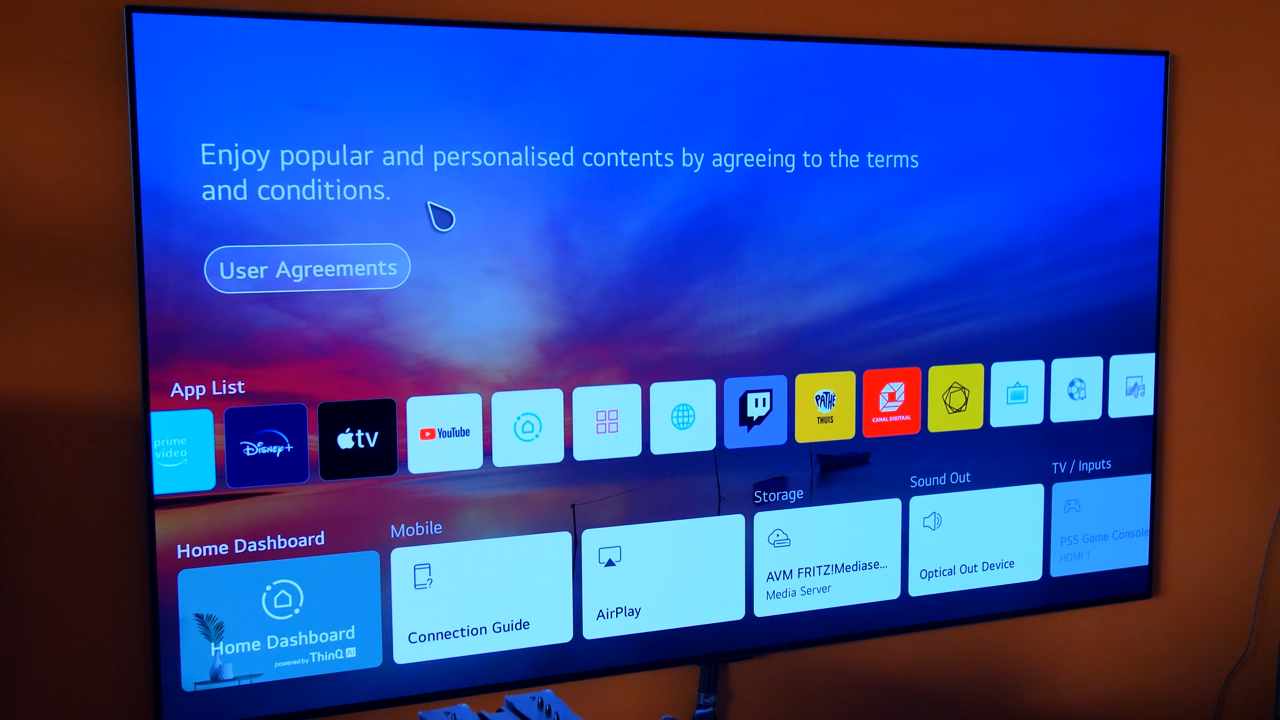 Enjoy popular and personalised contents by agreeing to the terms
and conditions.
User Agreements
App List
prime
video
Disney+
tv
YouTube
PATHE
THUIS
CANAL DIGITAAL
Home Dashboard
Mobile
Storage
Sound Out
TV / Inputs
Home Dashboard
powered by ThinQ AI
Connection Guide
AirPlay
AVM FRITZ!Mediase...
Media Server
Optical Out Device
PS5 Game Console
HDMI 1